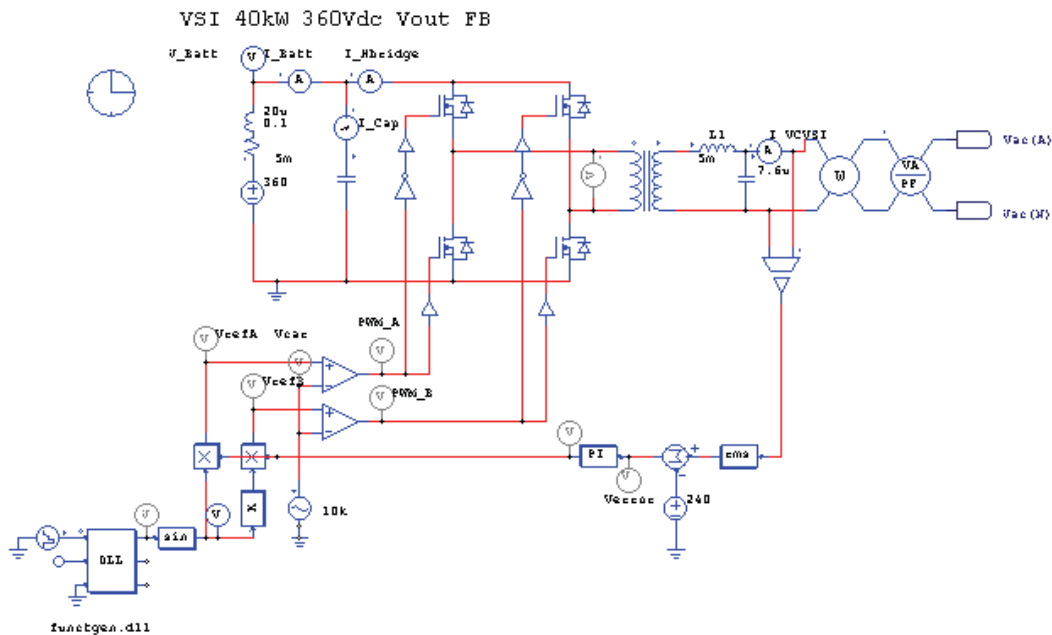 VSI 40kW 360Vdc Vout FB
V_Batt
V
I_Batt
I_Hbridge
A
A
20u
0.1
I_Cap
5m
360
L1
I_VCVSI
5m
A
7.6u
V
W
VA
PF
Vac(A)
Vac(N)
VrefA
Vcar
PWM_A
V
V
V
VrefB
V
PWM_B
V
V
PI
rms
Verror
V
240
K
10k
V
V
sin
DLL
functgen.dll